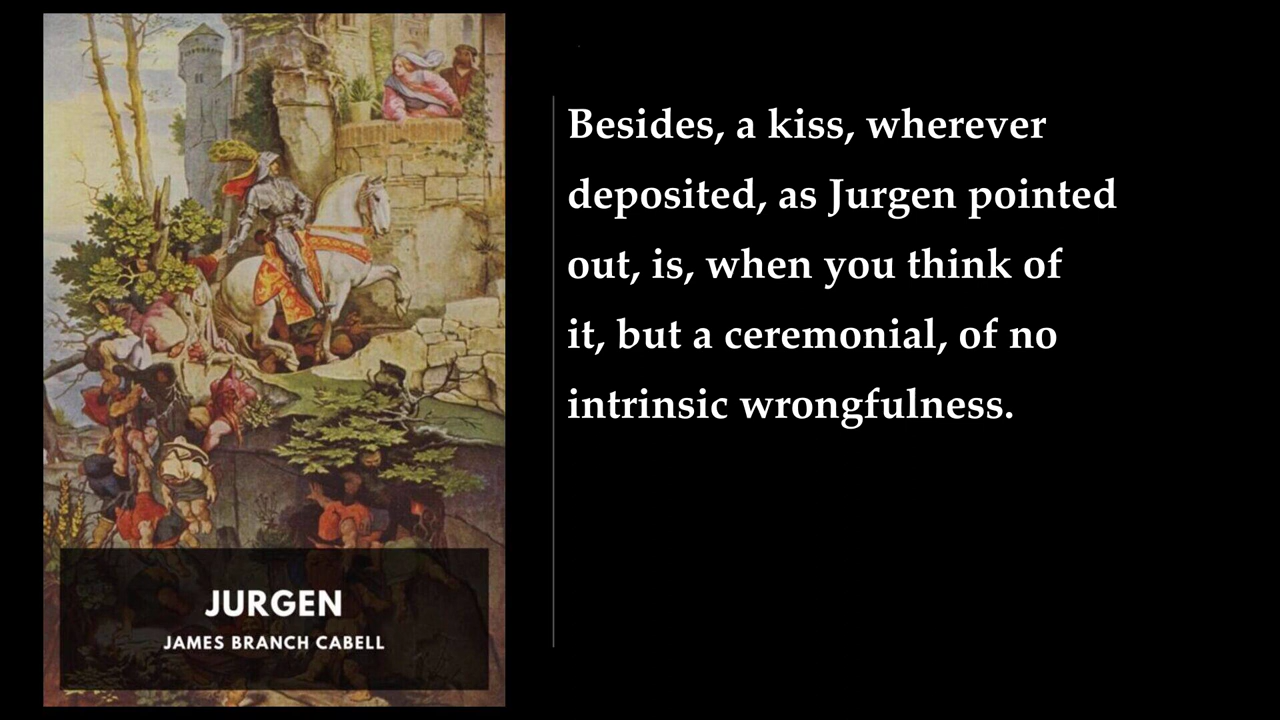 JURGEN
JAMES BRANCH CABELL
Besides, a kiss, wherever
deposited, as Jurgen pointed
out, is, when you think of
it, but a ceremonial, of no
intrinsic wrongfulness.